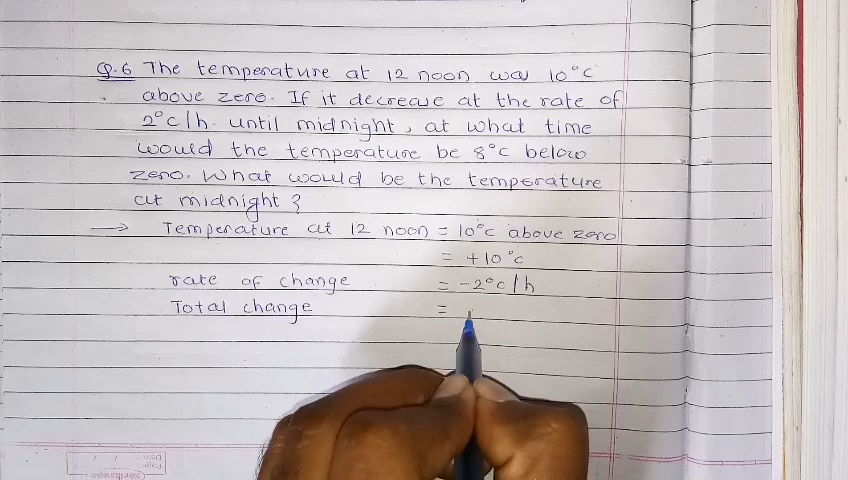 Q.6 The temperature at 12 noon was 10°C
above zero. If it decrease at the rate of
2°C/h. until midnight, at what time
would the temperature be 8°C below
zero. What would be the temperature
at midnight?
→ Temperature at 12 noon = 10°C above zero
= +10°C
rate of change = -2°C/h
Total change =
Page:
Date: / /